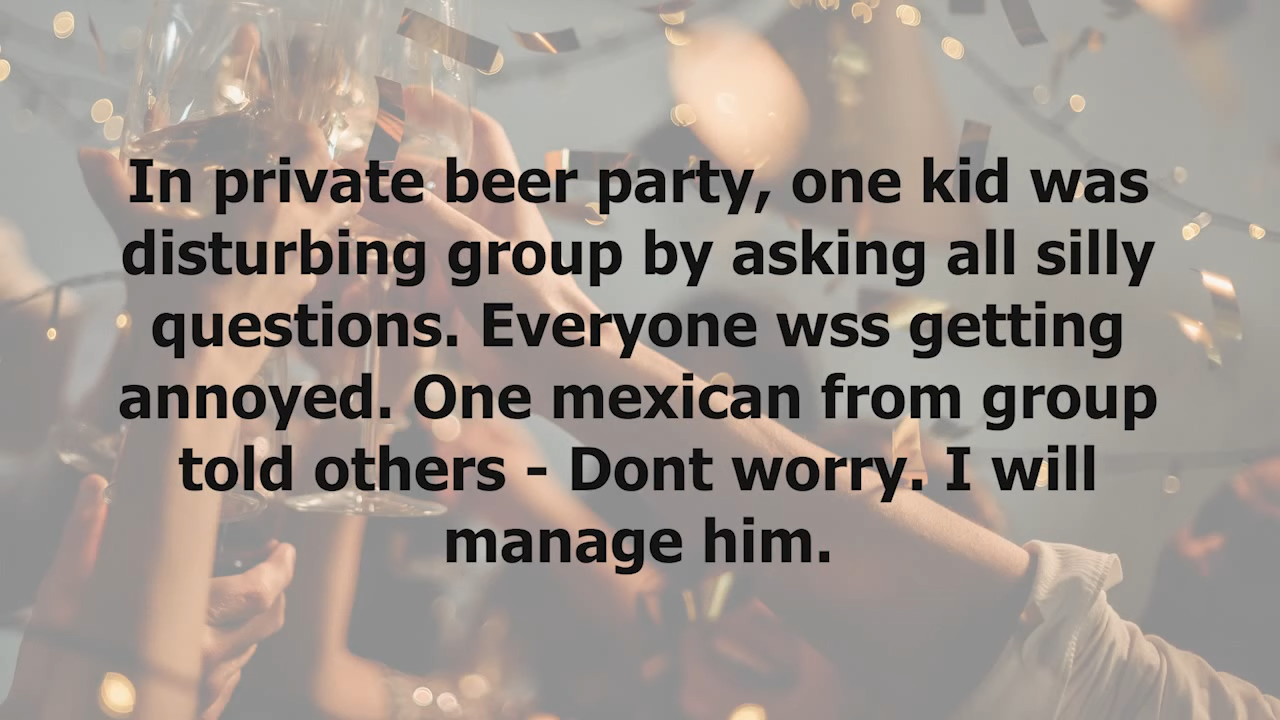 In private beer party, one kid was
disturbing group by asking all silly
questions. Everyone wss getting
annoyed. One mexican from group
told others - Dont worry. I will
manage him.